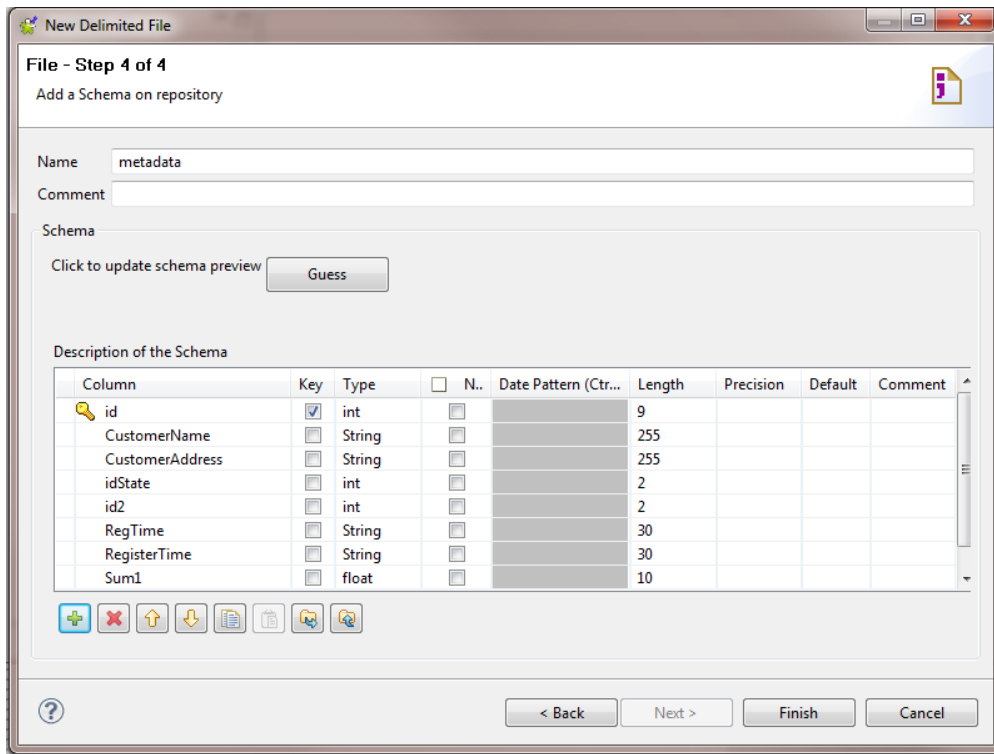 New Delimited File
File - Step 4 of 4
Add a Schema on repository
Name metadata
Comment
Schema
Click to update schema preview Guess
Description of the Schema
Column Key Type N.. Date Pattern (Ctr... Length Precision Default Comment
id int 9
CustomerName String 255
CustomerAddress String 255
idState int 2
id2 int 2
RegTime String 30
RegisterTime String 30
Sum1 float 10
< Back Next > Finish Cancel